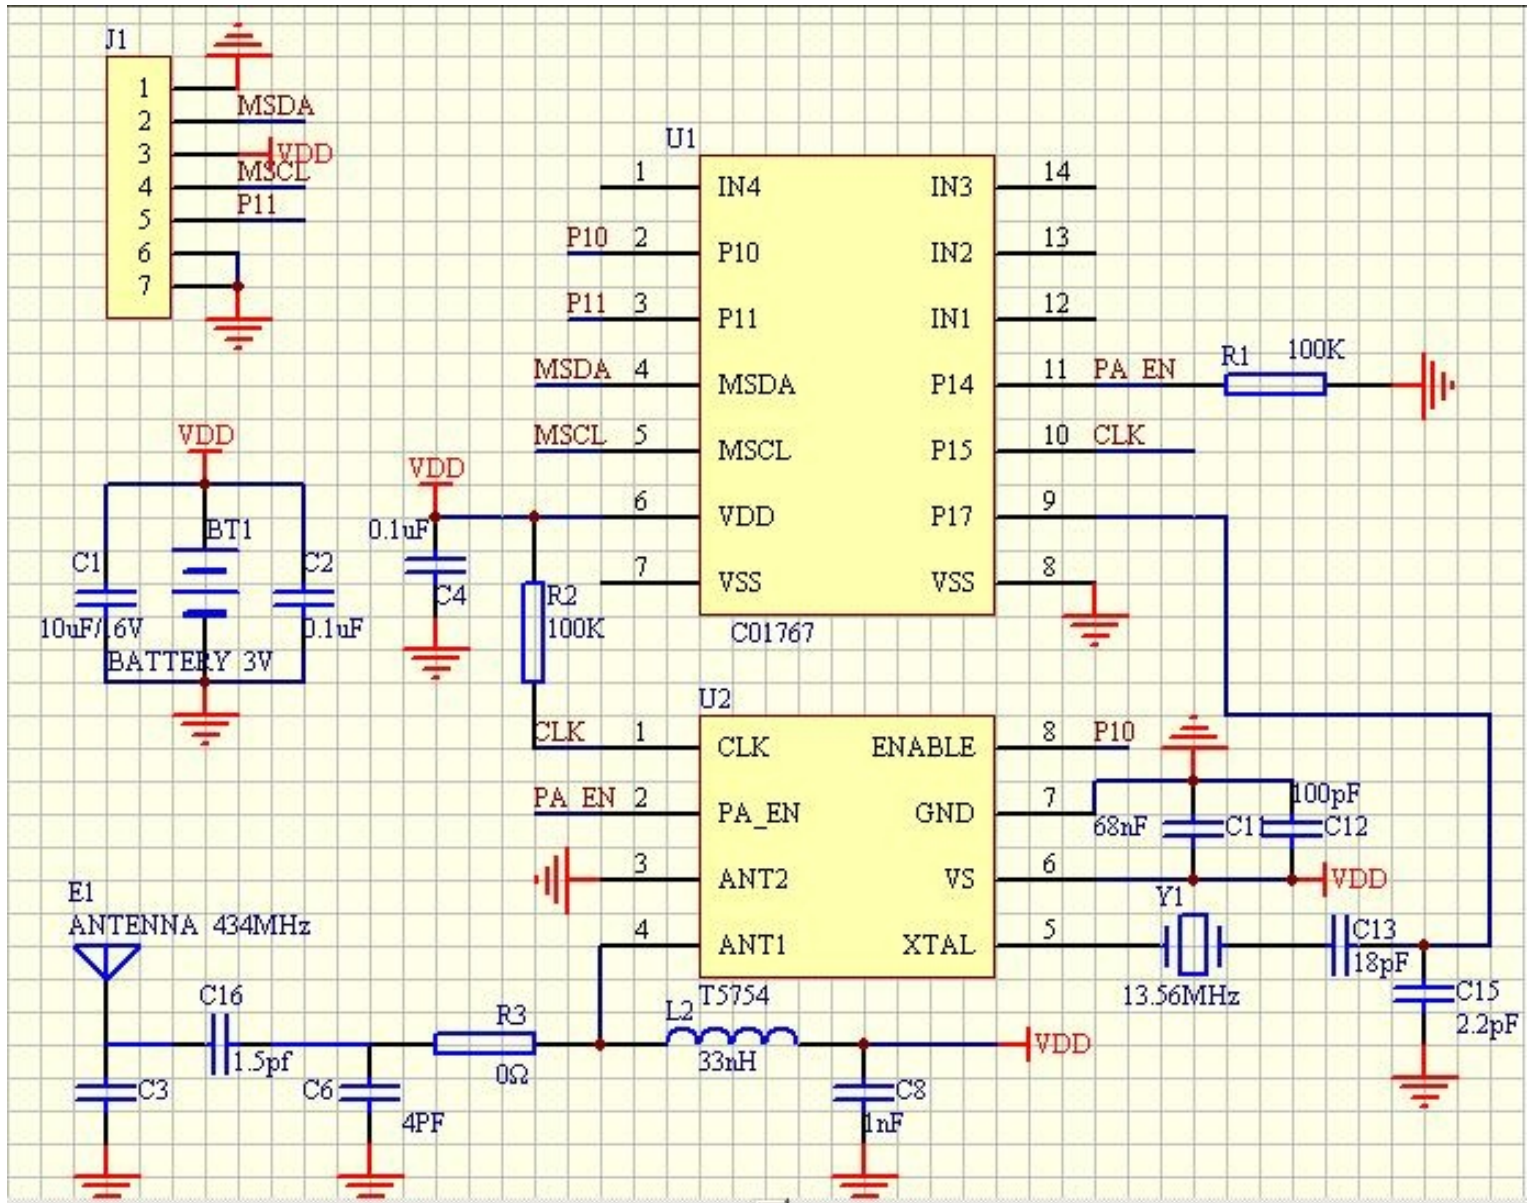 J1
1
2 MSDA
3 VDD
4 MSCL
5 P11
6
7
U1
1 IN4 IN3 14
P10 2 P10 IN2 13
P11 3 P11 IN1 12
MSDA 4 MSDA P14 11 PA EN R1 100K
MSCL 5 MSCL P15 10 CLK
6 VDD P17 9
7 VSS VSS 8
C01767
VDD
BT1
C1
C2
10uF/16V
0.1uF
BATTERY 3V
VDD
0.1uF
C4
R2
100K
U2
CLK 1 CLK ENABLE 8 P10
PA EN 2 PA_EN GND 7
3 ANT2 VS 6 VDD
4 ANT1 XTAL 5
T5754
100pF
68nF C11 C12
Y1
13.56MHz
C13
18pF
C15
2.2pF
E1
ANTENNA 434MHz
C16
1.5pf
C3
C6
4PF
R3
0Ω
L2
33nH
VDD
C8
1nF